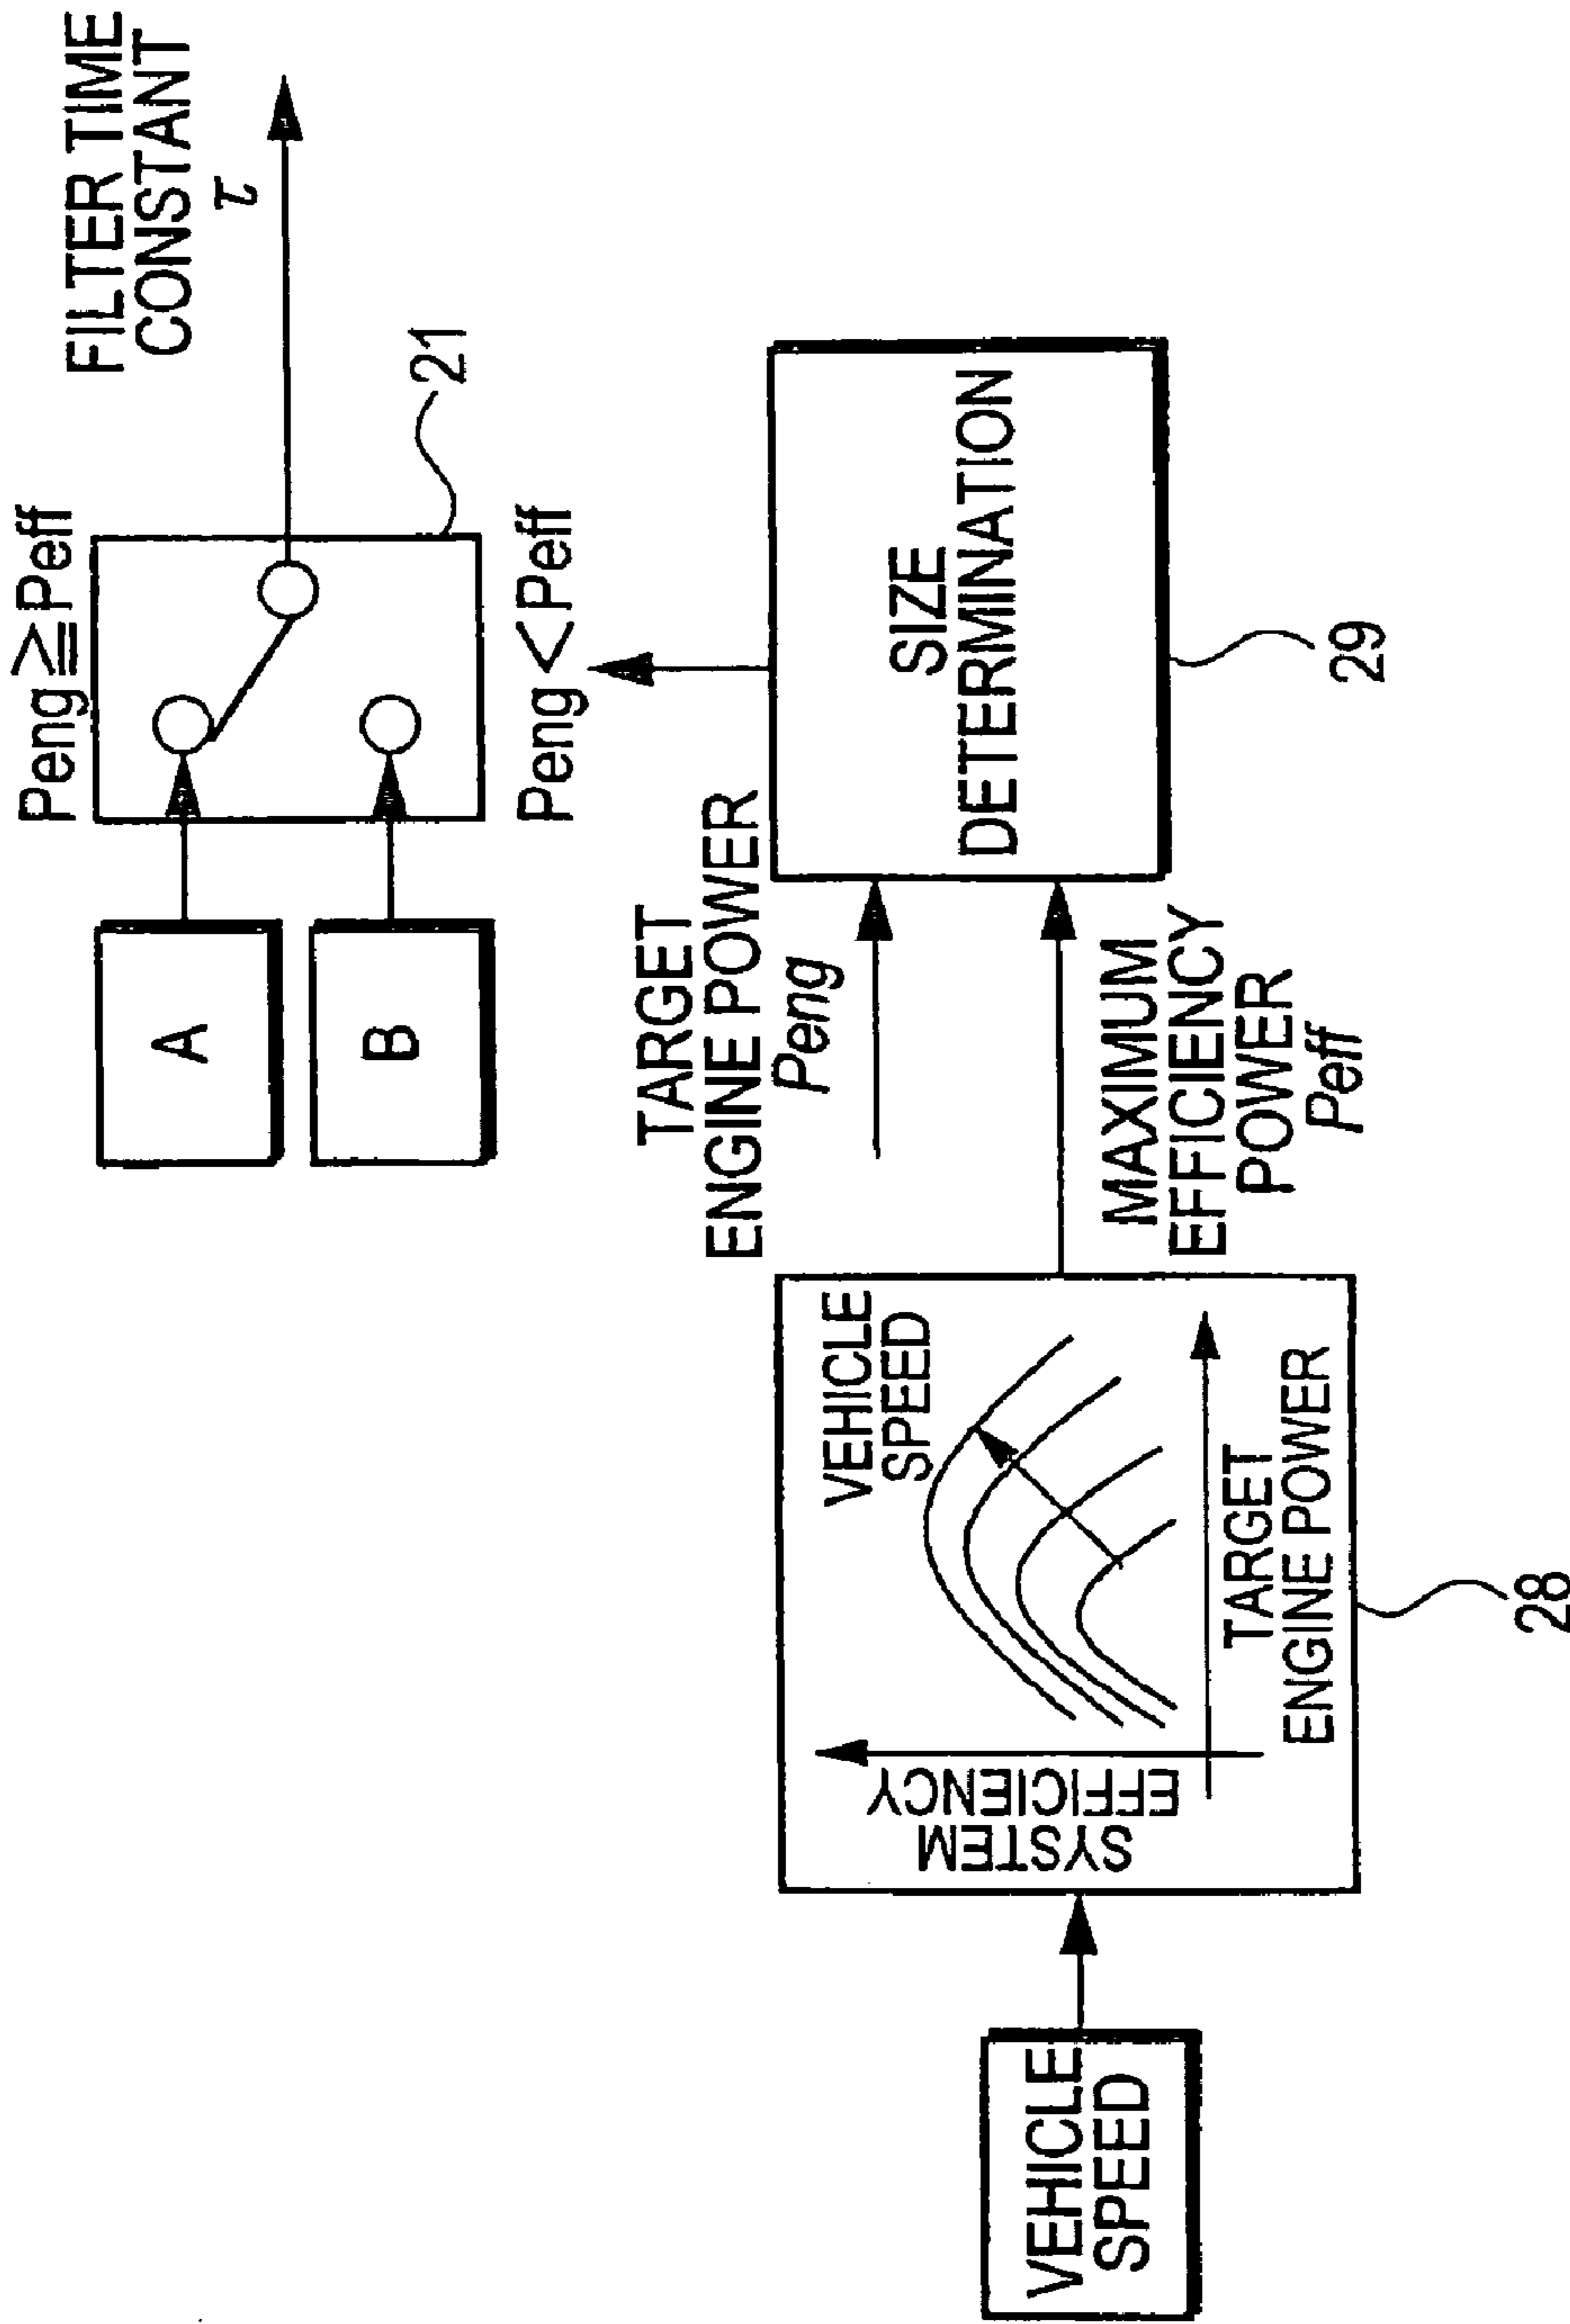 FILTER TIME
CONSTANT
τ
Peng ≧ Peff
21
A
B
Peng < Peff
TARGET
ENGINE POWER
Peng
SIZE
DETERMINATION
29
MAXIMUM
EFFICIENCY
POWER
Peff
VEHICLE
SPEED
SYSTEM
EFFICIENCY
TARGET
ENGINE POWER
28
VEHICLE
SPEED